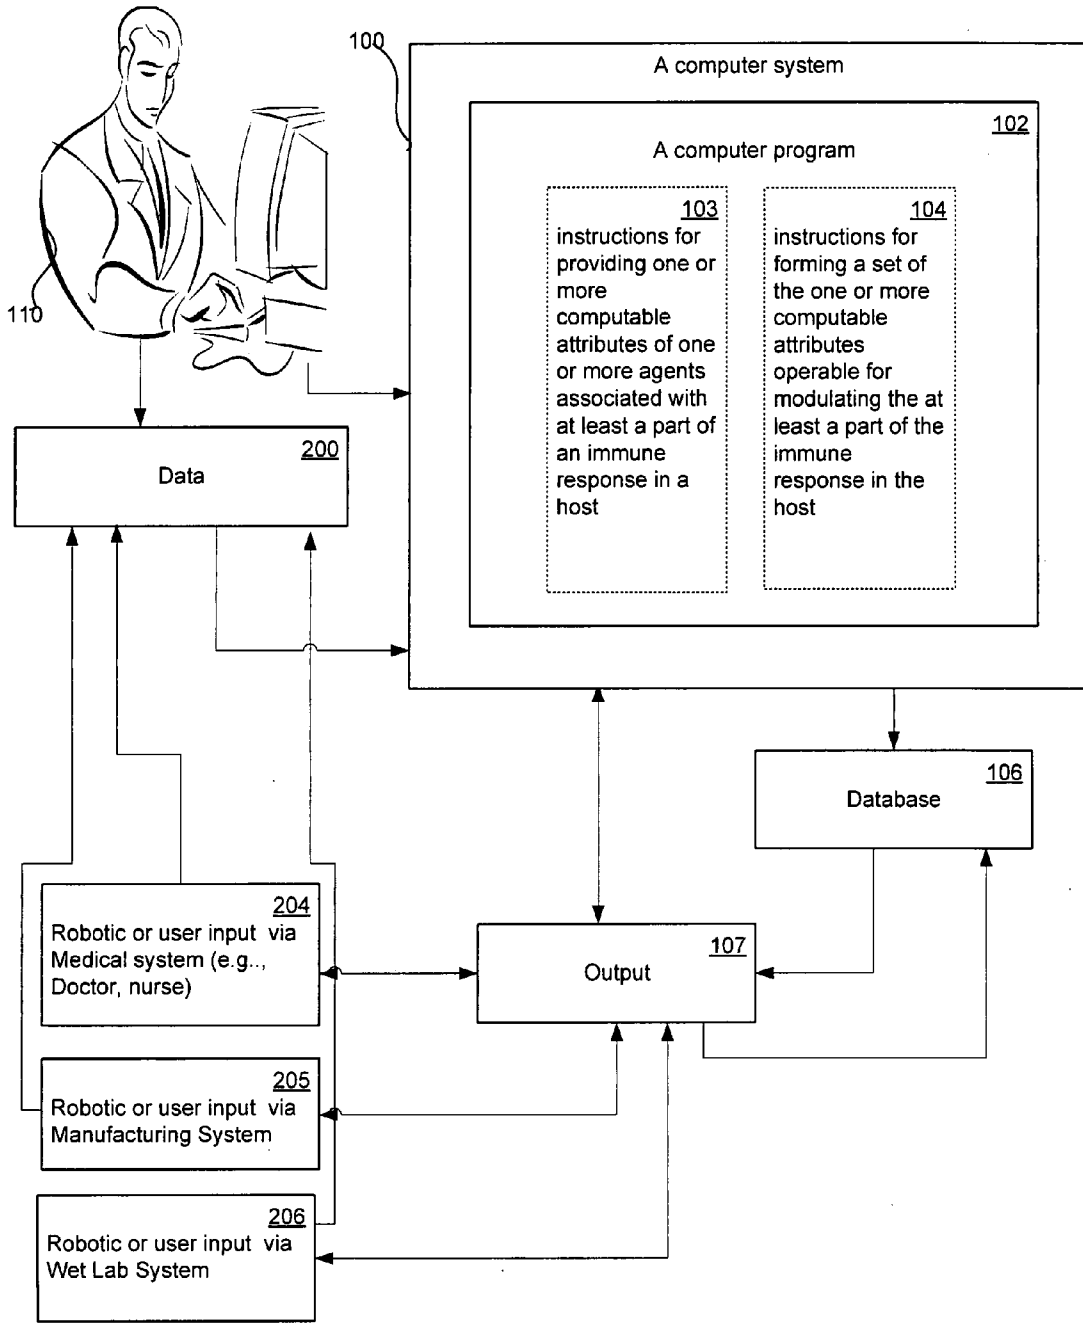 100
A computer system
102
A computer program
103
instructions for
providing one or
more
computable
attributes of one
or more agents
associated with
at least a part of
an immune
response in a
host
104
instructions for
forming a set of
the one or more
computable
attributes
operable for
modulating the at
least a part of the
immune
response in the
host
110
200
Data
106
Database
204
Robotic or user input via
Medical system (e.g..,
Doctor, nurse)
107
Output
205
Robotic or user input via
Manufacturing System
206
Robotic or user input via
Wet Lab System